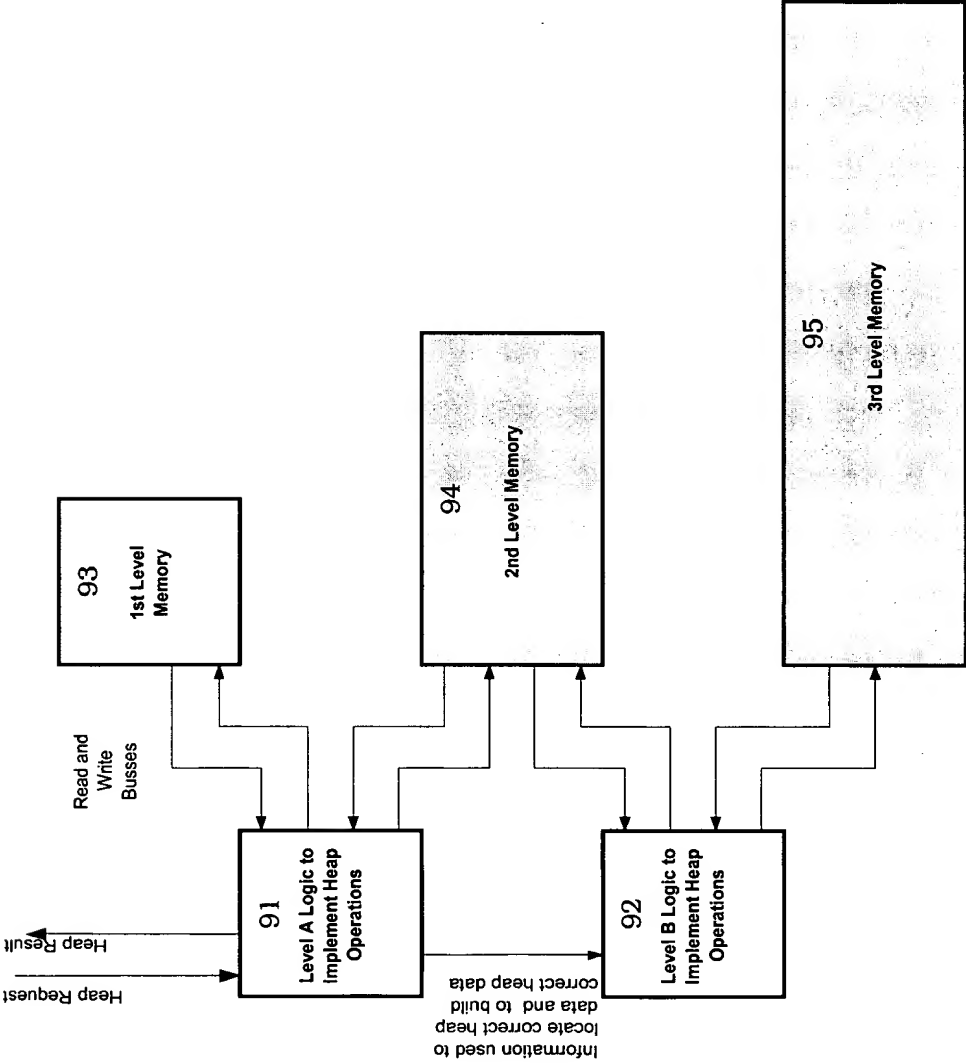 Heap Request
Heap Result
91
Level A Logic to
Implement Heap
Operations
Read and
Write
Busses
93
1st Level
Memory
Information used to
locate correct heap
data and to build
correct heap data
92
Level B Logic to
Implement Heap
Operations
94
2nd Level Memory
95
3rd Level Memory